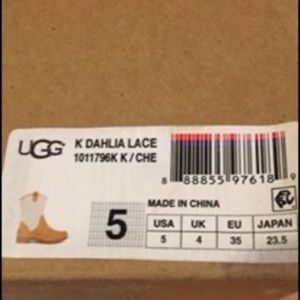 UGG
K DAHLIA LACE
1011796K K / CHE
8 88855 97618 9
MADE IN CHINA
5
USA UK EU JAPAN
5 4 35 23.5